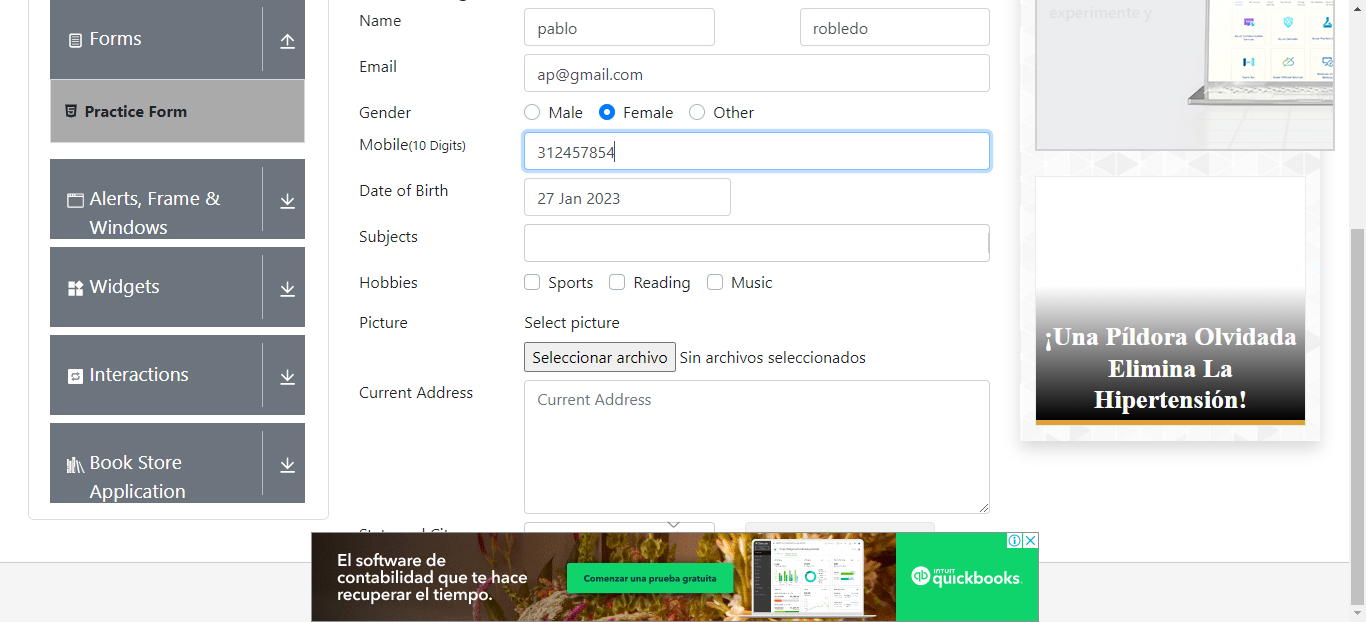 experimente y
Forms
Practice Form
Alerts, Frame &
Windows
Widgets
Interactions
Book Store
Application
Name
pablo
robledo
Email
ap@gmail.com
Gender
Male
Female
Other
Mobile(10 Digits)
312457854
Date of Birth
27 Jan 2023
Subjects
Hobbies
Sports
Reading
Music
Picture
Select picture
Seleccionar archivo
Sin archivos seleccionados
Current Address
Current Address
¡Una Píldora Olvidada
Elimina La
Hipertensión!
El software de
contabilidad que te hace
recuperar el tiempo.
Comenzar una prueba gratuita
INTUIT
quickbooks.